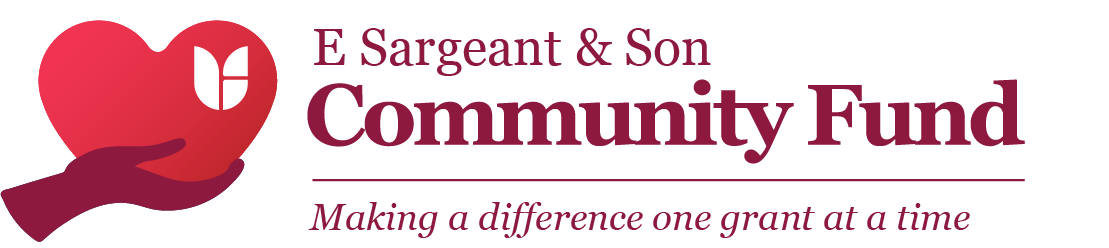 E Sargeant & Son
Community Fund
Making a difference one grant at a time